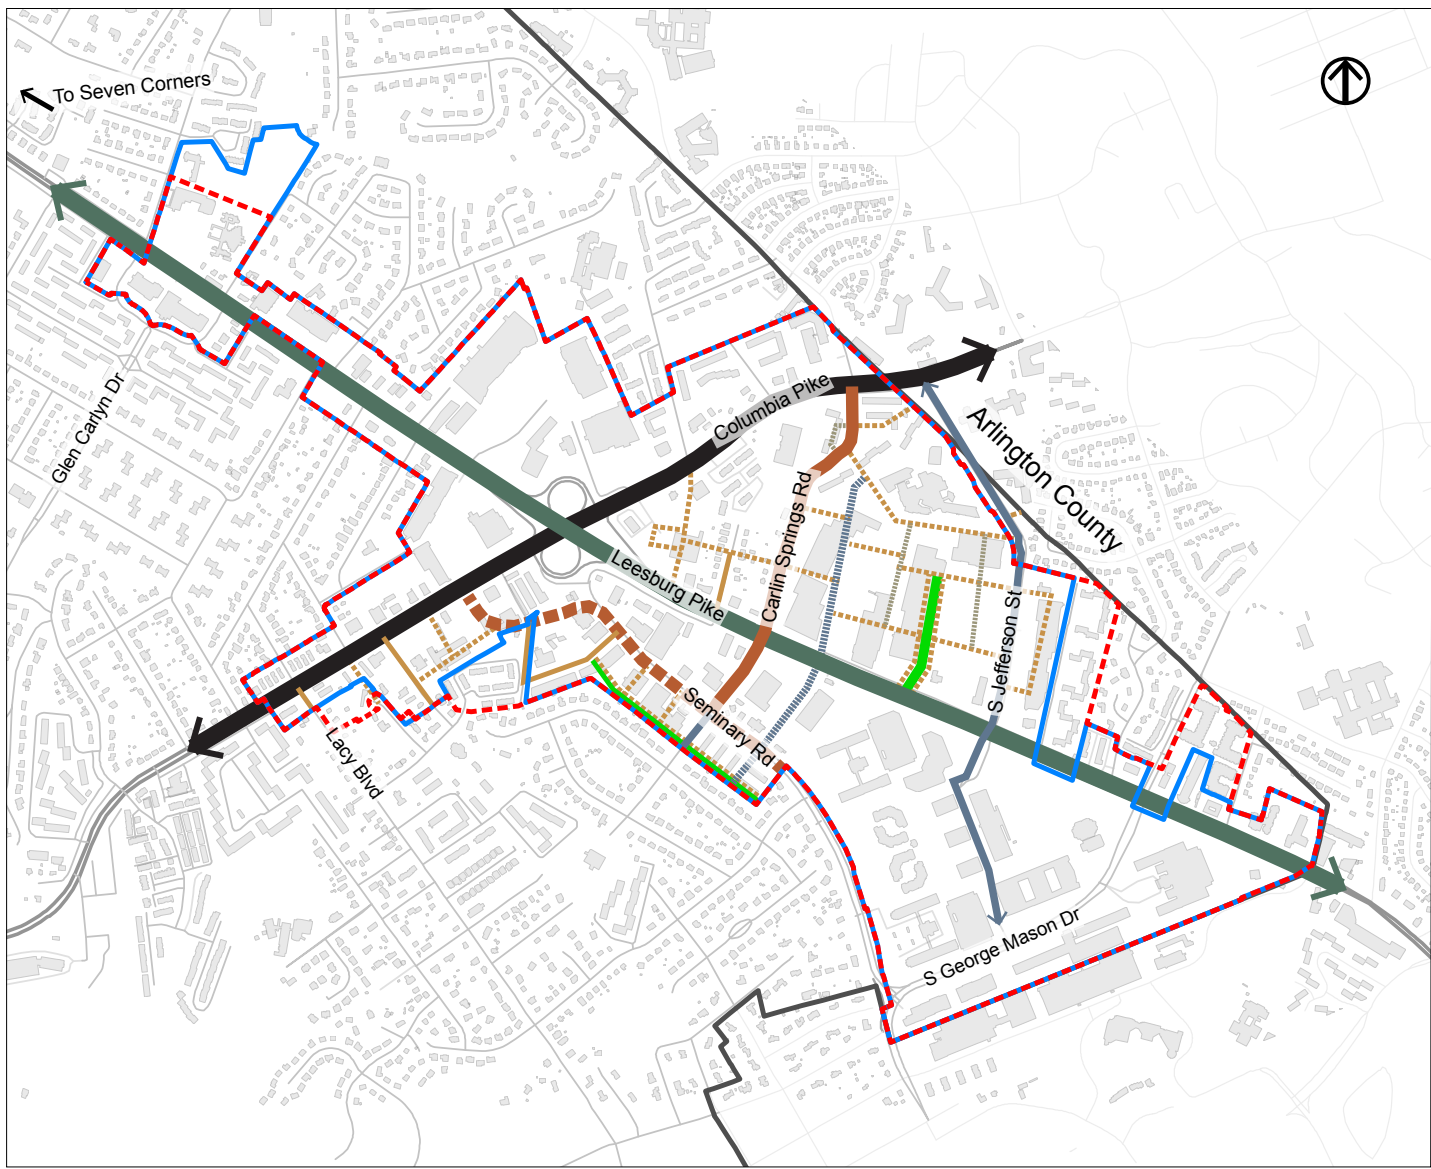 To Seven Corners
Columbia Pike
Arlington County
Glen Carlyn Dr
Carlin Springs Rd
Leesburg Pike
S Jefferson St
Seminary Rd
Lacy Blvd
S George Mason Dr